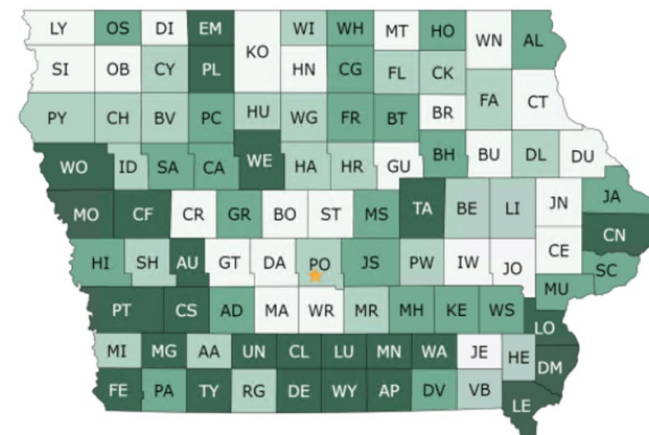 LY OS DI EM KO WI WH MT HO WN AL
SI OB CY PL HN CG FL CK
PY CH BV PC HU WG FR BT BR FA CT
WO ID SA CA WE HA HR GU BH BU DL DU
MO CF CR GR BO ST MS TA BE LI JN JA
CN
HI SH AU GT DA PO JS PW IW JO CE SC
MU
PT CS AD MA WR MR MH KE WS LO
MI MG AA UN CL LU MN WA JE HE DM
FE PA TY RG DE WY AP DV VB LE